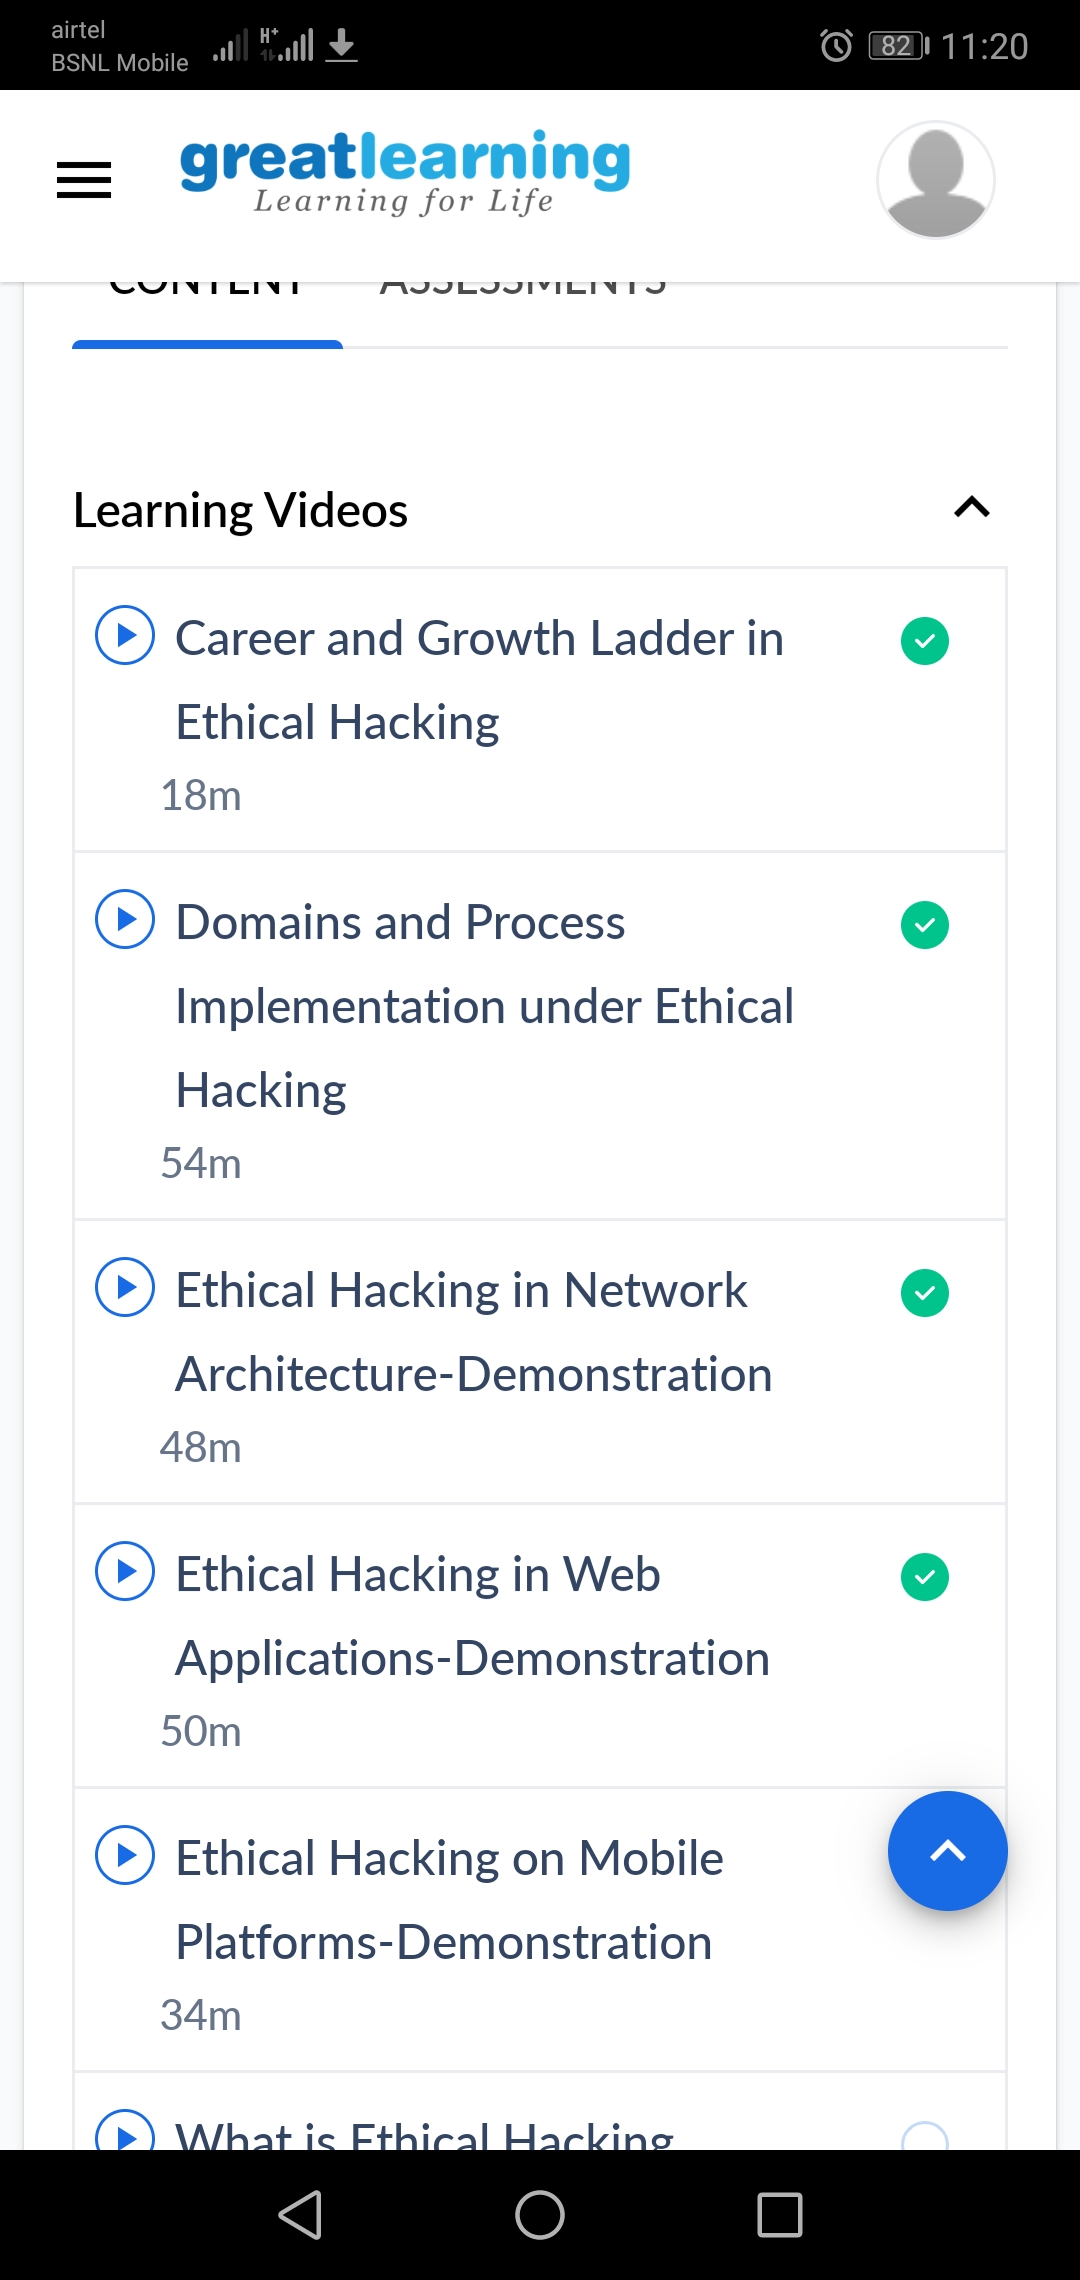 airtel
BSNL Mobile
H+
82
11:20
greatlearning
Learning for Life
CONTENT
ASSESSMENTS
Learning Videos
Career and Growth Ladder in
Ethical Hacking
18m
Domains and Process
Implementation under Ethical
Hacking
54m
Ethical Hacking in Network
Architecture-Demonstration
48m
Ethical Hacking in Web
Applications-Demonstration
50m
Ethical Hacking on Mobile
Platforms-Demonstration
34m
What is Ethical Hacking